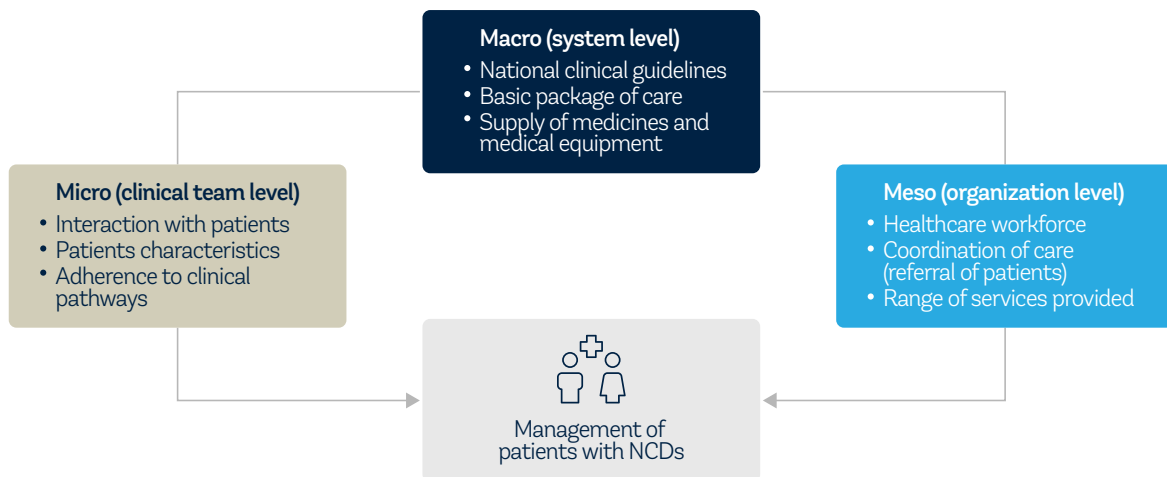 Macro (system level)
• National clinical guidelines
• Basic package of care
• Supply of medicines and
medical equipment
Micro (clinical team level)
• Interaction with patients
• Patients characteristics
• Adherence to clinical
pathways
Meso (organization level)
• Healthcare workforce
• Coordination of care
(referral of patients)
• Range of services provided
Management of
patients with NCDs